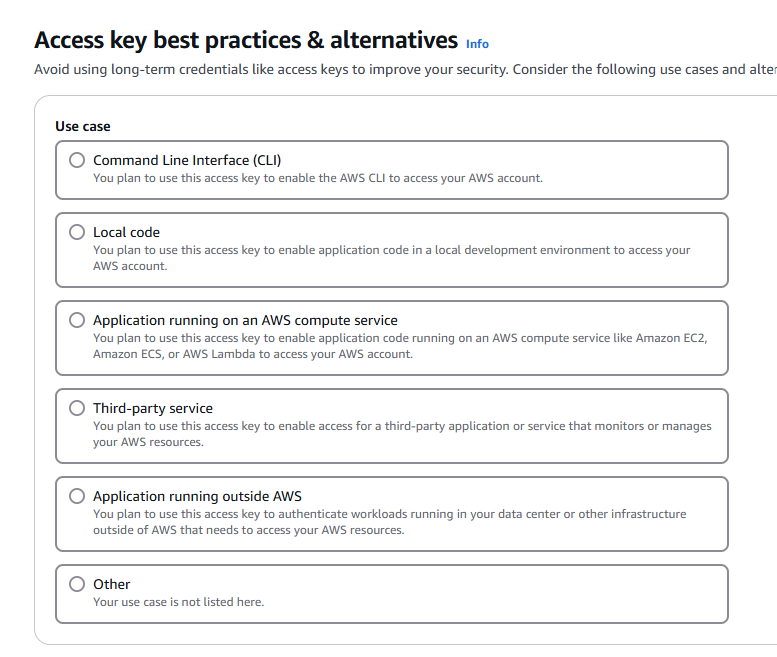 Access key best practices & alternatives Info
Avoid using long-term credentials like access keys to improve your security. Consider the following use cases and alter
Use case
Command Line Interface (CLI)
You plan to use this access key to enable the AWS CLI to access your AWS account.
Local code
You plan to use this access key to enable application code in a local development environment to access your
AWS account.
Application running on an AWS compute service
You plan to use this access key to enable application code running on an AWS compute service like Amazon EC2,
Amazon ECS, or AWS Lambda to access your AWS account.
Third-party service
You plan to use this access key to enable access for a third-party application or service that monitors or manages
your AWS resources.
Application running outside AWS
You plan to use this access key to authenticate workloads running in your data center or other infrastructure
outside of AWS that needs to access your AWS resources.
Other
Your use case is not listed here.